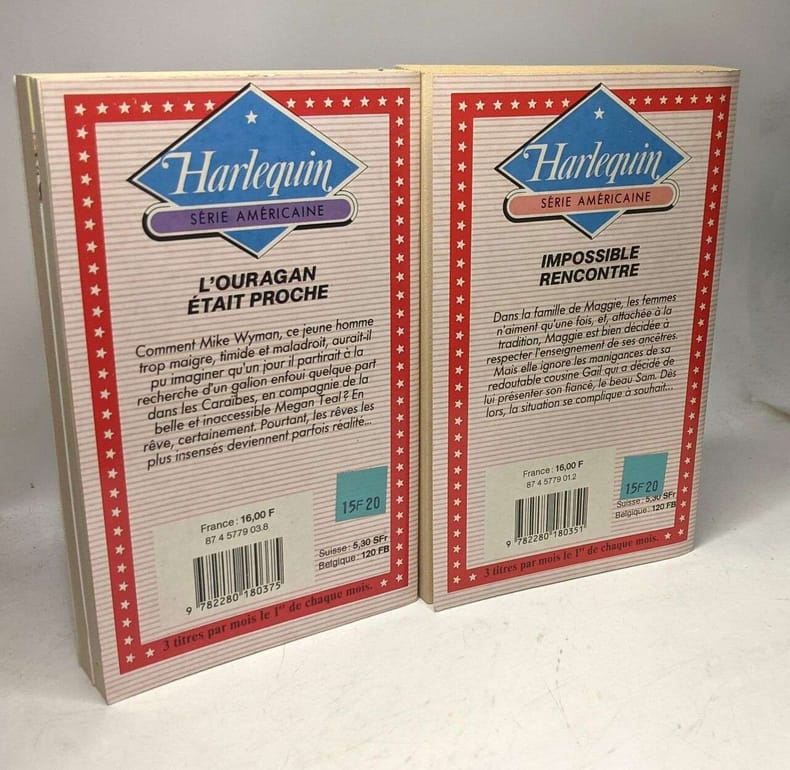 Harlequin
SÉRIE AMÉRICAINE
L'OURAGAN
ÉTAIT PROCHE
Comment Mike Wyman, ce jeune homme
trop maigre, timide et maladroit, aurait-il
pu imaginer qu'un jour il partirait à la
recherche d'un galion enfoui quelque part
dans les Caraïbes, en compagnie de la
belle et inaccessible Megan Teal ? En
rêve, certainement. Pourtant, les rêves les
plus insensés deviennent parfois réalité...
15F20
France : 16,00 F
87 4 5779 03.8
Suisse : 5,30 SFr
Belgique : 120 FB
9 782280 180375
3 titres par mois le 1er de chaque mois.
Harlequin
SÉRIE AMÉRICAINE
IMPOSSIBLE
RENCONTRE
Dans la famille de Maggie, les femmes
n'aiment qu'une fois, et, attachée à la
tradition, Maggie est bien décidée à
respecter l'enseignement de ses ancêtres.
Mais elle ignore les manigances de sa
redoutable cousine Gail qui a décidé de
lui présenter son fiancé, le beau Sam. Dès
lors, la situation se complique à souhait...
France : 16,00 F
87 4 5779 01.2
15F20
Suisse : 5,30 SFr
Belgique : 120 FB
9 782280 180351
3 titres par mois le 1er de chaque mois.